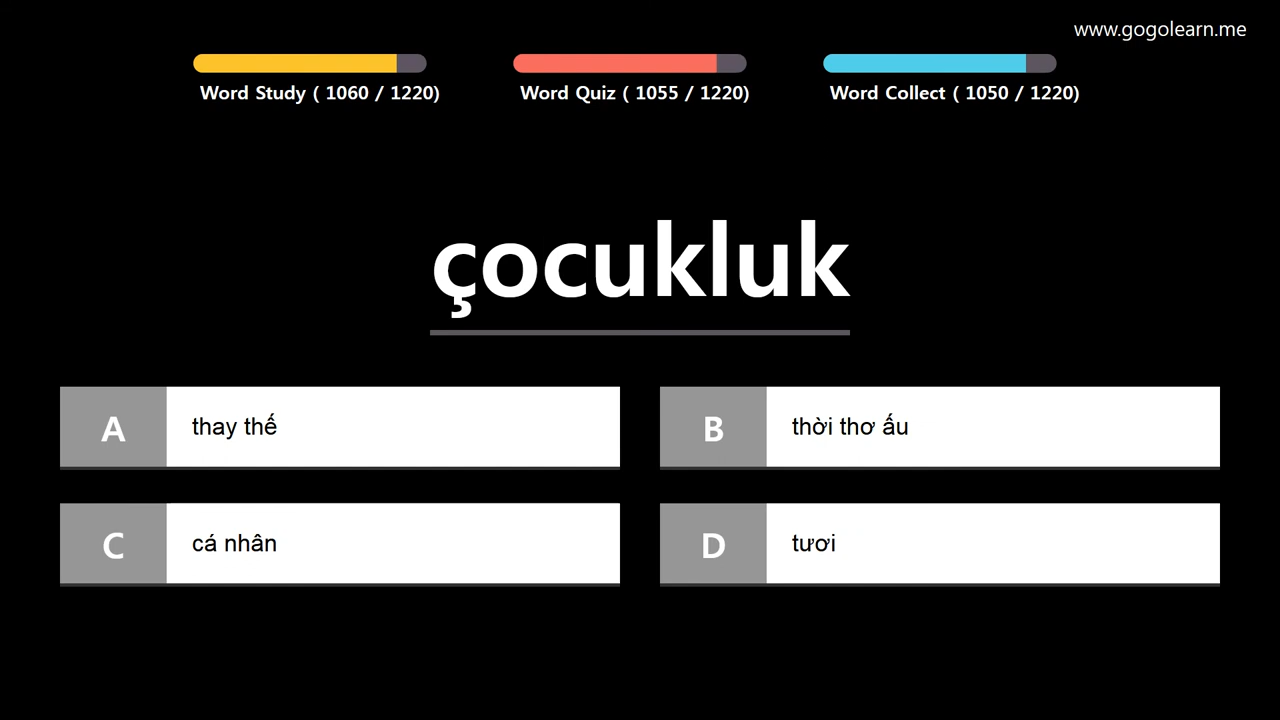 www.gogolearn.me
Word Study ( 1060 / 1220)
Word Quiz ( 1055 / 1220)
Word Collect ( 1050 / 1220)
çocukluk
A thay thế
B thời thơ ấu
C cá nhân
D tươi